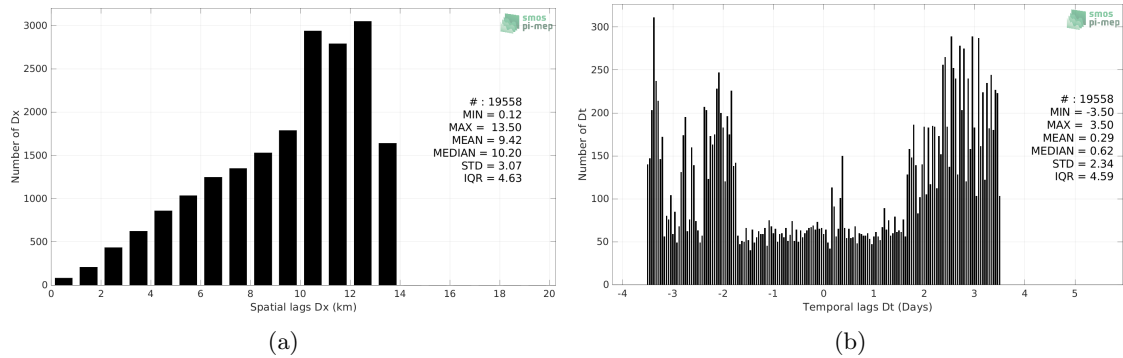 3000
2500
2000
1500
1000
500
0
Number of Dx
0 2 4 6 8 10 12 14 16 18 20
Spatial lags Dx (km)
smos
pi-mep
# : 19558
MIN = 0.12
MAX = 13.50
MEAN = 9.42
MEDIAN = 10.20
STD = 3.07
IQR = 4.63
(a)
300
250
200
150
100
50
0
Number of Dt
-4 -3 -2 -1 0 1 2 3 4 5
Temporal lags Dt (Days)
smos
pi-mep
# : 19558
MIN = -3.50
MAX = 3.50
MEAN = 0.29
MEDIAN = 0.62
STD = 2.34
IQR = 4.59
(b)